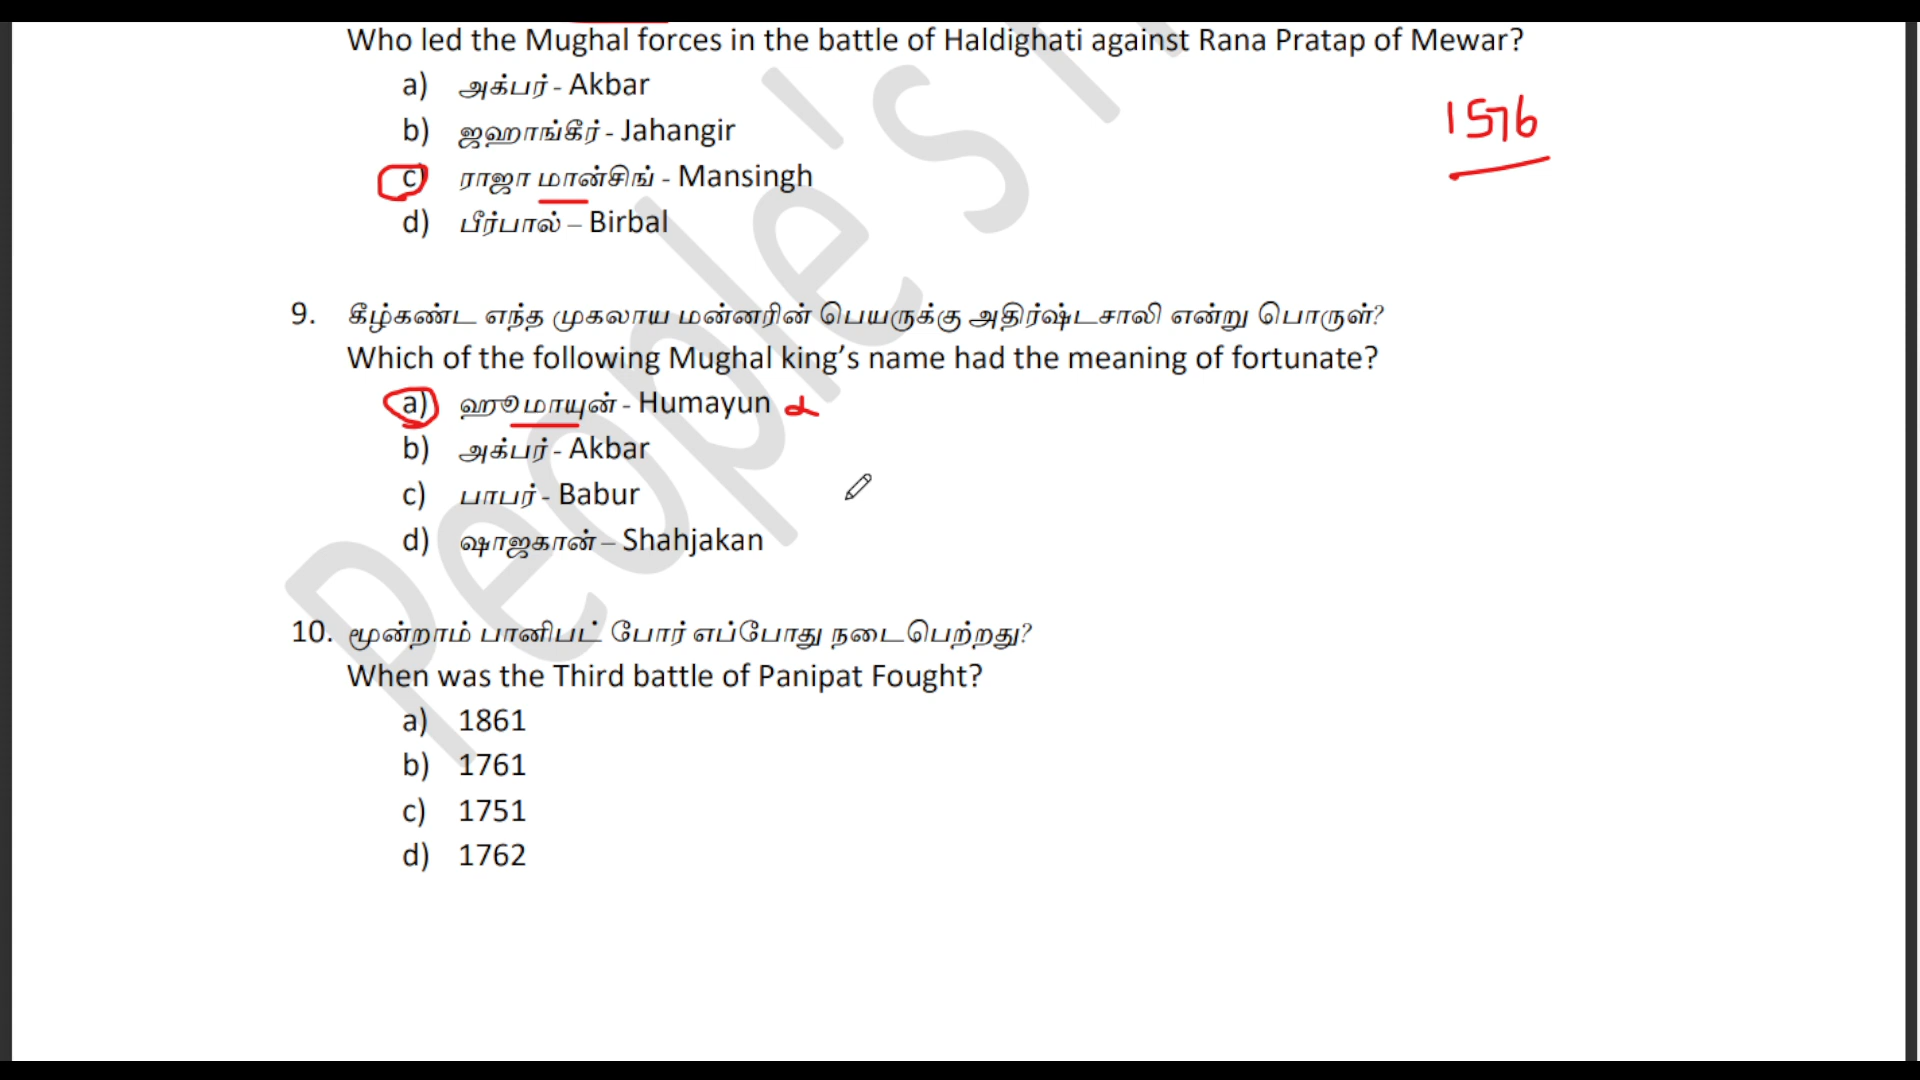 Who led the Mughal forces in the battle of Haldighati against Rana Pratap of Mewar?
a) அக்பர் - Akbar
1576
b) ஜஹாங்கீர் - Jahangir
c) ராஜா மான்சிங் - Mansingh
d) பீர்பால் – Birbal
9. கீழ்கண்ட எந்த முகலாய மன்னரின் பெயருக்கு அதிர்ஷ்டசாலி என்று பொருள்?
Which of the following Mughal king’s name had the meaning of fortunate?
a) ஹூமாயுன் - Humayun
b) அக்பர் - Akbar
c) பாபர் - Babur
d) ஷாஜகான் – Shahjakan
10. மூன்றாம் பானிபட் போர் எப்போது நடைபெற்றது?
When was the Third battle of Panipat Fought?
a) 1861
b) 1761
c) 1751
d) 1762
People's